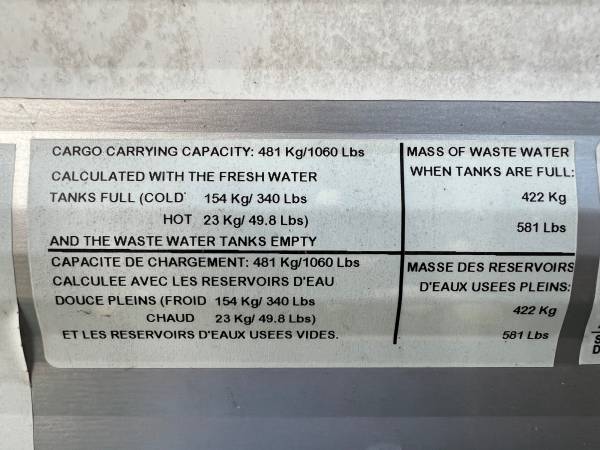 CARGO CARRYING CAPACITY: 481 Kg/1060 Lbs
CALCULATED WITH THE FRESH WATER
TANKS FULL (COLD 154 Kg/ 340 Lbs
HOT 23 Kg/ 49.8 Lbs)
AND THE WASTE WATER TANKS EMPTY
MASS OF WASTE WATER
WHEN TANKS ARE FULL:
422 Kg
581 Lbs
CAPACITE DE CHARGEMENT: 481 Kg/1060 Lbs
CALCULEE AVEC LES RESERVOIRS D'EAU
DOUCE PLEINS (FROID 154 Kg/ 340 Lbs
CHAUD 23 Kg/ 49.8 Lbs)
ET LES RESERVOIRS D'EAUX USEES VIDES.
MASSE DES RESERVOIRS
D'EAUX USEES PLEINS:
422 Kg
581 Lbs